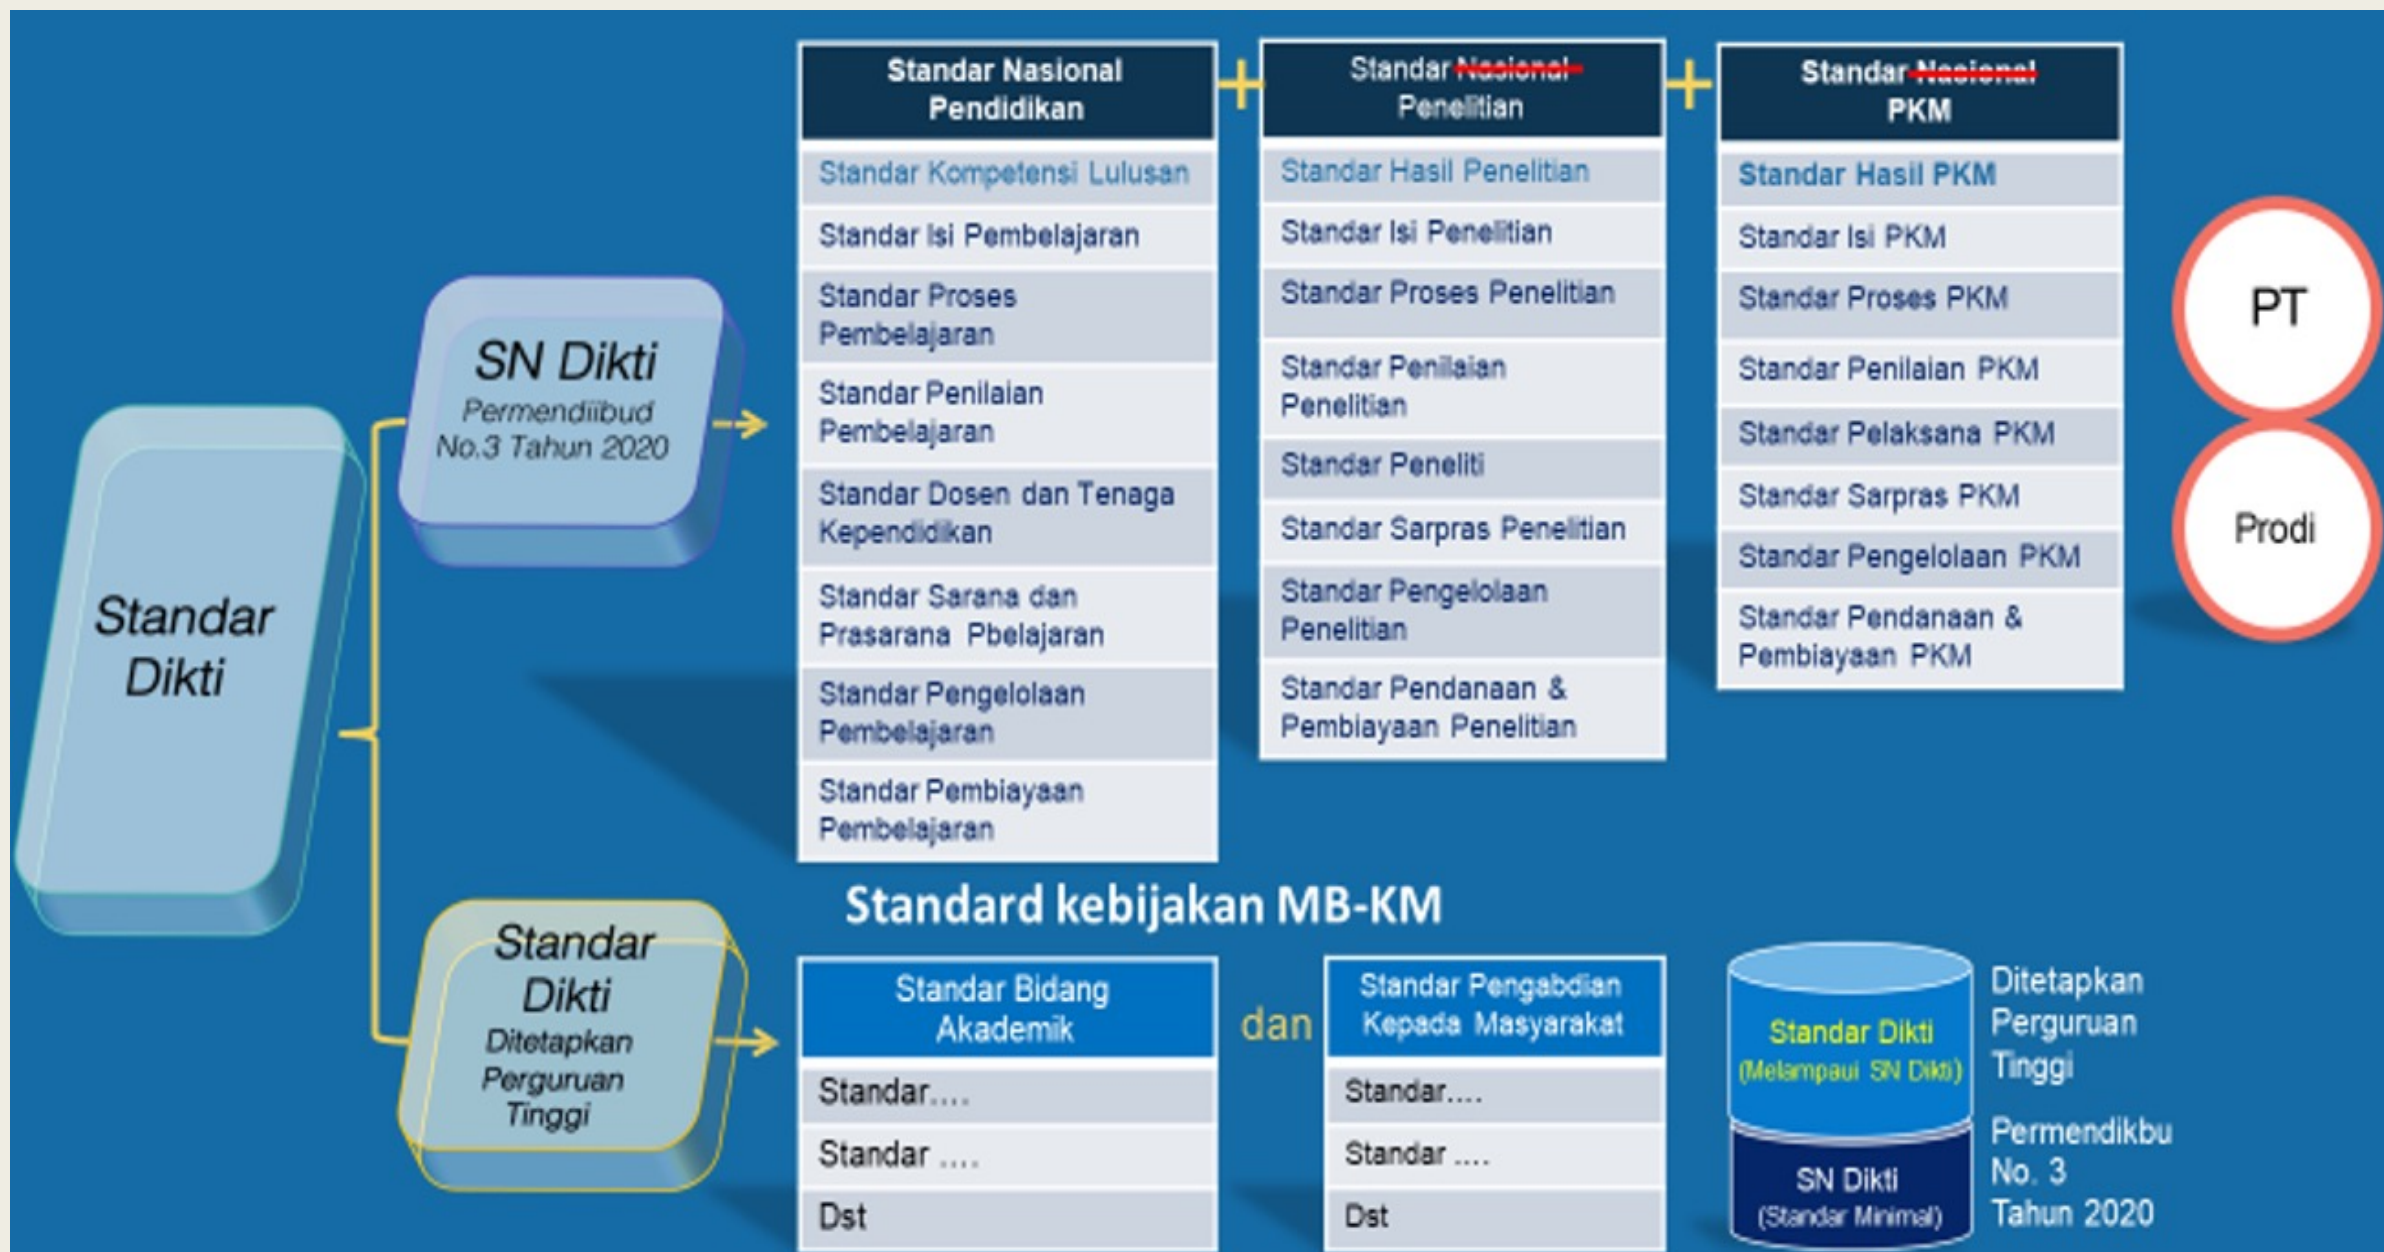 Standar
Dikti
SN Dikti
Permendiibud
No.3 Tahun 2020
Standar Nasional
Pendidikan
Standar Kompetensi Lulusan
Standar Isi Pembelajaran
Standar Proses
Pembelajaran
Standar Penilaian
Pembelajaran
Standar Dosen dan Tenaga
Kependidikan
Standar Sarana dan
Prasarana Pbelajaran
Standar Pengelolaan
Pembelajaran
Standar Pembiayaan
Pembelajaran
+
Standar Nasional
Penelitian
Standar Hasil Penelitian
Standar Isi Penelitian
Standar Proses Penelitian
Standar Penilaian
Penelitian
Standar Peneliti
Standar Sarpras Penelitian
Standar Pengelolaan
Penelitian
Standar Pendanaan &
Pembiayaan Penelitian
+
Standar Nasional
PKM
Standar Hasil PKM
Standar Isi PKM
Standar Proses PKM
Standar Penilaian PKM
Standar Pelaksana PKM
Standar Sarpras PKM
Standar Pengelolaan PKM
Standar Pendanaan &
Pembiayaan PKM
PT
Prodi
Standard kebijakan MB-KM
Standar
Dikti
Ditetapkan
Perguruan
Tinggi
Standar Bidang
Akademik
Standar....
Standar ....
Dst
dan
Standar Pengabdian
Kepada Masyarakat
Standar....
Standar ....
Dst
Standar Dikti
(Melampaui SN Dikti)
SN Dikti
(Standar Minimal)
Ditetapkan
Perguruan
Tinggi
Permendikbu
No. 3
Tahun 2020